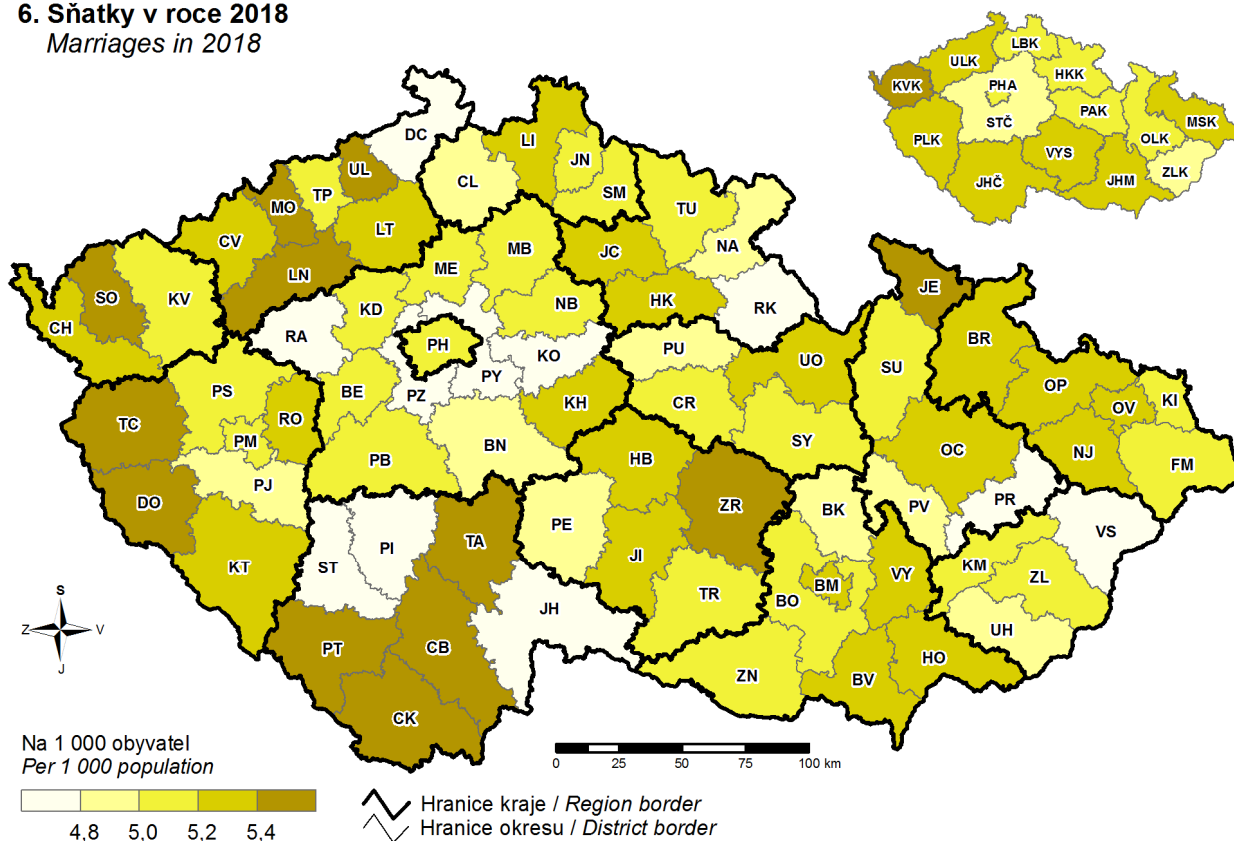 6. Sňatky v roce 2018
Marriages in 2018
LBK
ULK
HKK
KVK
PHA
PAK
STČ
MSK
PLK
OLK
VYS
ZLK
JHČ
JHM
DC
LI
UL
JN
CL
TP
SM
MO
TU
LT
CV
NA
MB
JC
ME
LN
SO
KV
HK
NB
RK
KD
CH
RA
PH
KO
PU
UO
JE
BR
SU
PY
OP
PS
BE
PZ
KI
RO
KH
CR
OV
TC
PM
SY
BN
OC
NJ
PB
HB
FM
PJ
PR
DO
ZR
BK
PV
VS
PE
TA
PI
JI
KT
ST
KM
VY
ZL
BM
TR
BO
JH
UH
PT
CB
HO
ZN
BV
CK
S
Z V
J
Na 1 000 obyvatel
Per 1 000 population
4,8 5,0 5,2 5,4
0 25 50 75 100 km
Hranice kraje / Region border
Hranice okresu / District border